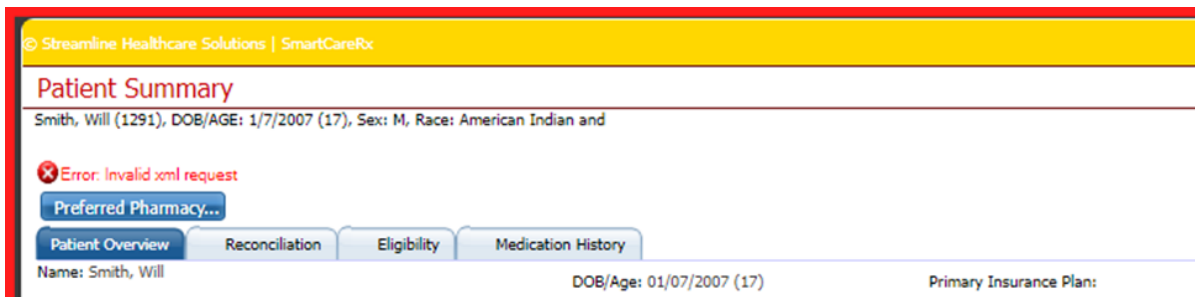 © Streamline Healthcare Solutions | SmartCareRx
Patient Summary
Smith, Will (1291), DOB/AGE: 1/7/2007 (17), Sex: M, Race: American Indian and
Error: Invalid xml request
Preferred Pharmacy...
Patient Overview Reconciliation Eligibility Medication History
Name: Smith, Will DOB/Age: 01/07/2007 (17) Primary Insurance Plan: